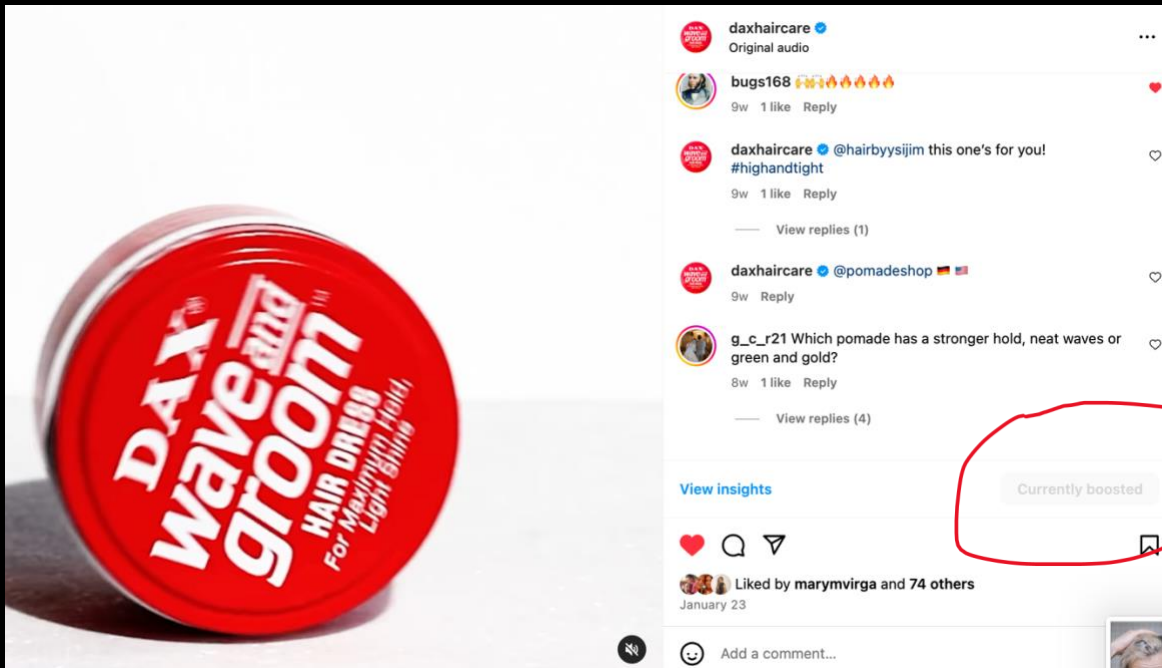 DAX®
wave and
groom™
HAIR DRESS
For Maximum Hold,
Light Shine
daxhaircare
Original audio
bugs168 🙌🙌🔥🔥🔥🔥🔥
9w 1 like Reply
daxhaircare @hairbyysijim this one's for you!
#highandtight
9w 1 like Reply
View replies (1)
daxhaircare @pomadeshop 🇩🇪 🇺🇸
9w Reply
g_c_r21 Which pomade has a stronger hold, neat waves or
green and gold?
8w 1 like Reply
View replies (4)
View insights
Currently boosted
Liked by marymvirga and 74 others
January 23
Add a comment...